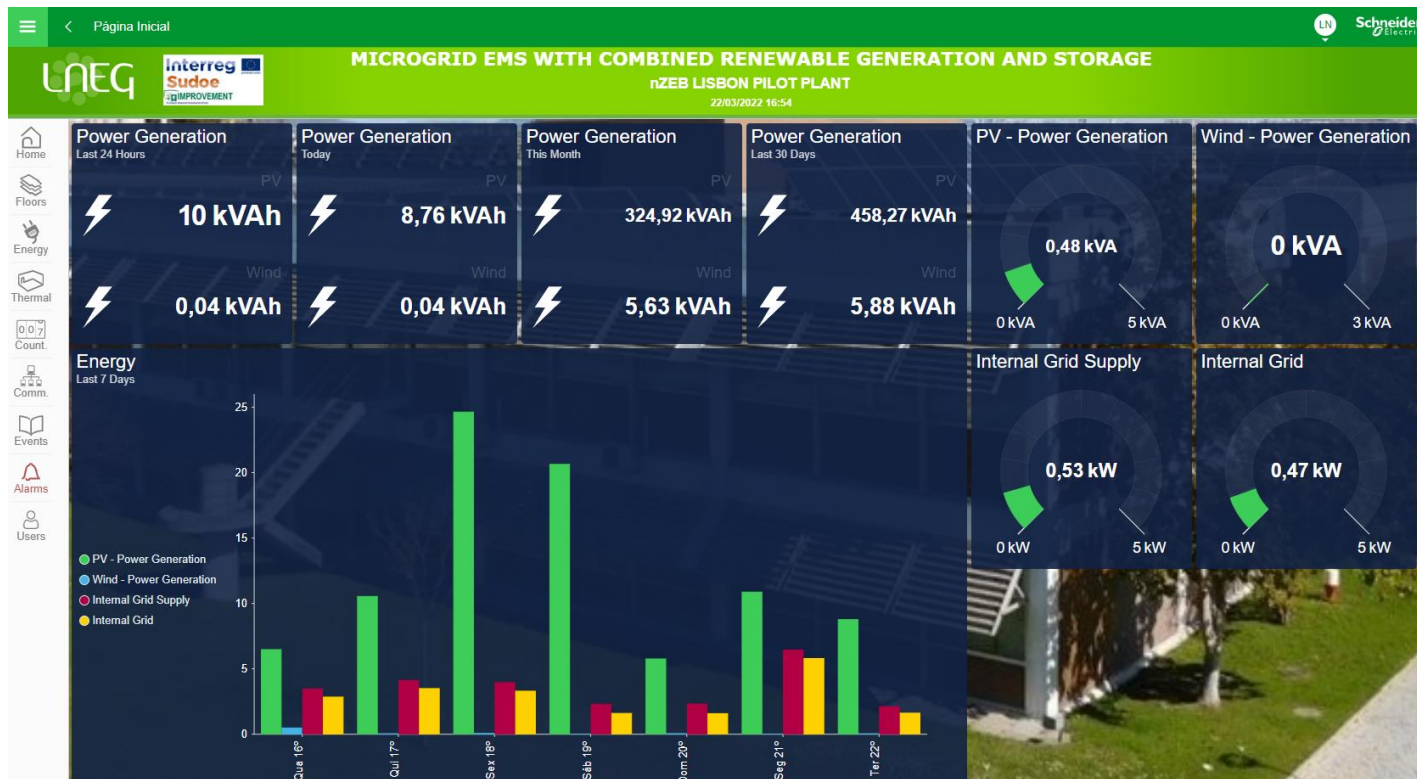 Página Inicial
LN
Schneider
Electric
LNEG
Interreg
Sudoe
IMPROVEMENT
MICROGRID EMS WITH COMBINED RENEWABLE GENERATION AND STORAGE
nZEB LISBON PILOT PLANT
22/03/2022 16:54
Home
Floors
Energy
Thermal
007
Count.
Comm.
Events
Alarms
Users
Power Generation
Last 24 Hours
PV
10 kVAh
Wind
0,04 kVAh
Power Generation
Today
PV
8,76 kVAh
Wind
0,04 kVAh
Power Generation
This Month
PV
324,92 kVAh
Wind
5,63 kVAh
Power Generation
Last 30 Days
PV
458,27 kVAh
Wind
5,88 kVAh
PV - Power Generation
0,48 kVA
0 kVA
5 kVA
Wind - Power Generation
0 kVA
0 kVA
3 kVA
Energy
Last 7 Days
25
20
15
10
5
0
PV - Power Generation
Wind - Power Generation
Internal Grid Supply
Internal Grid
Qua 16º
Qui 17º
Sex 18º
Sáb 19º
Dom 20º
Seg 21º
Ter 22º
Internal Grid Supply
0,53 kW
0 kW
5 kW
Internal Grid
0,47 kW
0 kW
5 kW